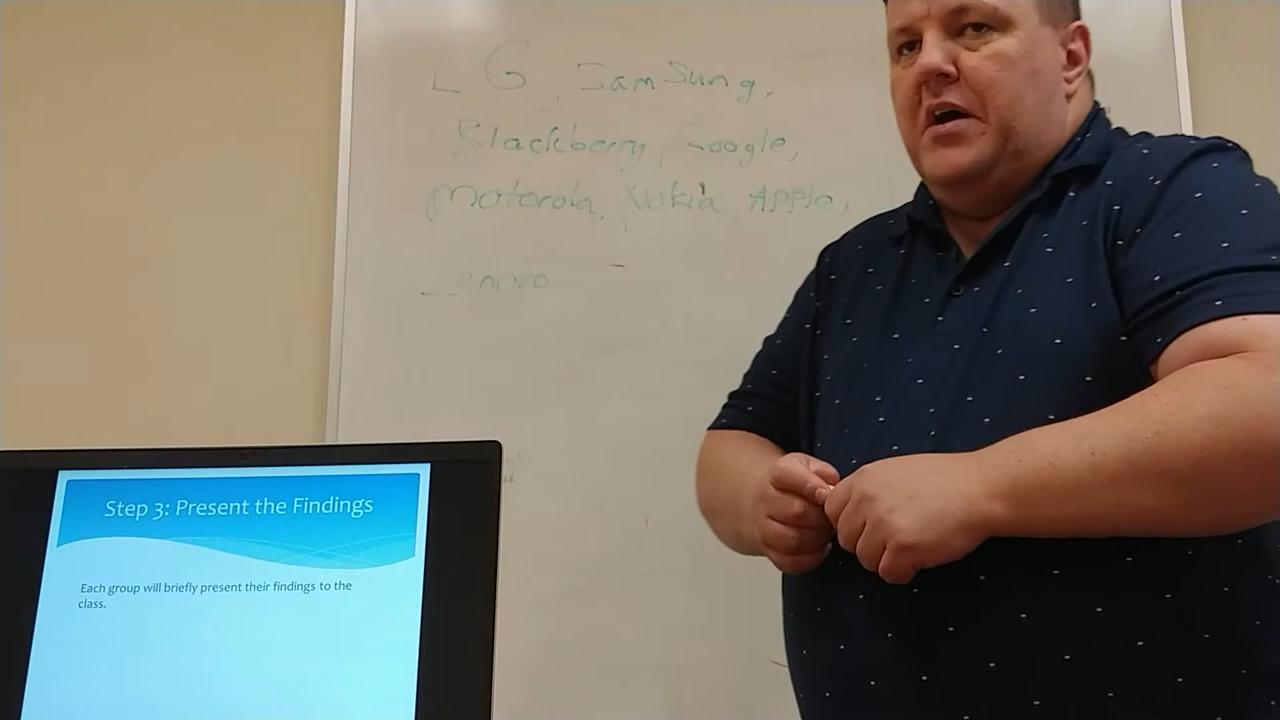 LG, Samsung,
Blackberry, Google,
Motorola, Nokia, Apple,
Lenovo
Step 3: Present the Findings
Each group will briefly present their findings to the
class.